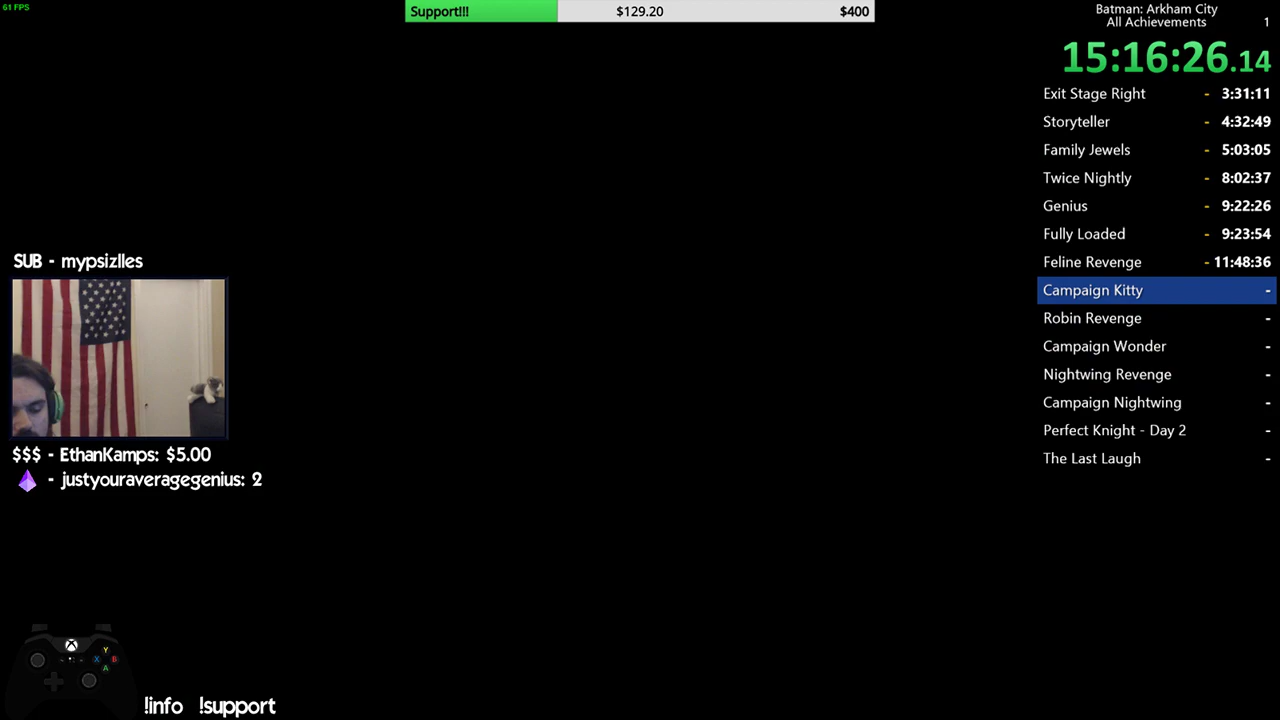 61 FPS
Support!!! $129.20 $400
Batman: Arkham City
All Achievements 1
15:16:26.14
Exit Stage Right - 3:31:11
Storyteller - 4:32:49
Family Jewels - 5:03:05
Twice Nightly - 8:02:37
Genius - 9:22:26
Fully Loaded - 9:23:54
Feline Revenge - 11:48:36
Campaign Kitty -
Robin Revenge -
Campaign Wonder -
Nightwing Revenge -
Campaign Nightwing -
Perfect Knight - Day 2 -
The Last Laugh -
SUB - mypsizlles
$$$ - EthanKamps: $5.00
- justyouraveragegenius: 2
Y
X B
A
!info !support